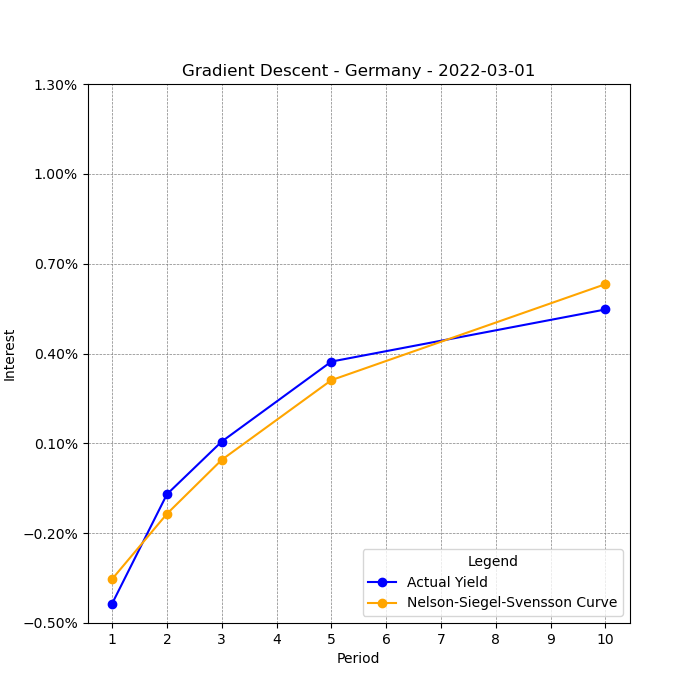 Gradient Descent - Germany - 2022-03-01
1.30%
1.00%
0.70%
0.40%
0.10%
−0.20%
−0.50%
Interest
Legend
Actual Yield
Nelson-Siegel-Svensson Curve
1 2 3 4 5 6 7 8 9 10
Period